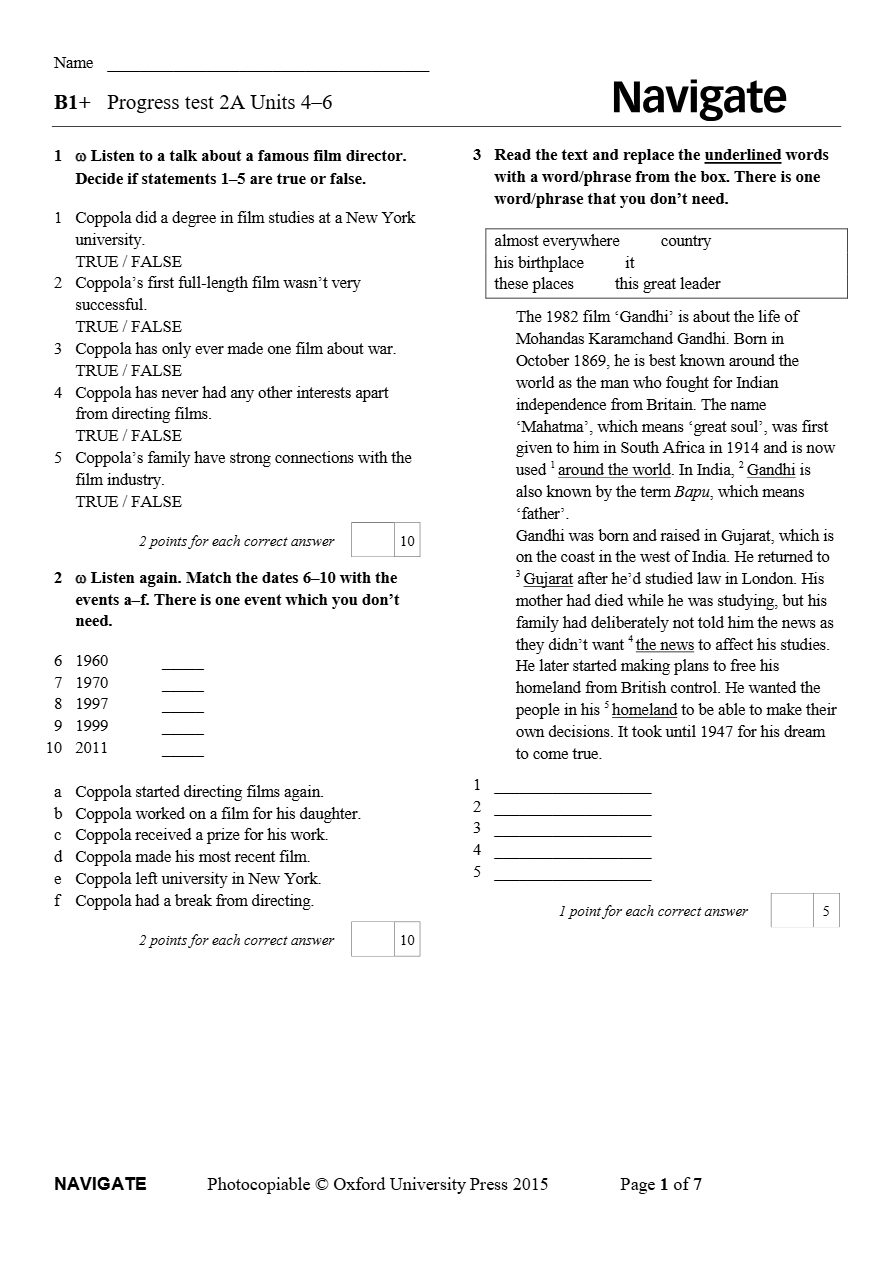 Name
B1+ Progress test 2A Units 4–6
Navigate
1 ѡ Listen to a talk about a famous film director.
Decide if statements 1–5 are true or false.
1 Coppola did a degree in film studies at a New York
university.
TRUE / FALSE
2 Coppola’s first full-length film wasn’t very
successful.
TRUE / FALSE
3 Coppola has only ever made one film about war.
TRUE / FALSE
4 Coppola has never had any other interests apart
from directing films.
TRUE / FALSE
5 Coppola’s family have strong connections with the
film industry.
TRUE / FALSE
2 points for each correct answer 10
2 ѡ Listen again. Match the dates 6–10 with the
events a–f. There is one event which you don’t
need.
6 1960 _____
7 1970 _____
8 1997 _____
9 1999 _____
10 2011 _____
a Coppola started directing films again.
b Coppola worked on a film for his daughter.
c Coppola received a prize for his work.
d Coppola made his most recent film.
e Coppola left university in New York.
f Coppola had a break from directing.
2 points for each correct answer 10
3 Read the text and replace the underlined words
with a word/phrase from the box. There is one
word/phrase that you don’t need.
almost everywhere country
his birthplace it
these places this great leader
The 1982 film ‘Gandhi’ is about the life of
Mohandas Karamchand Gandhi. Born in
October 1869, he is best known around the
world as the man who fought for Indian
independence from Britain. The name
‘Mahatma’, which means ‘great soul’, was first
given to him in South Africa in 1914 and is now
used 1 around the world. In India, 2 Gandhi is
also known by the term Bapu, which means
‘father’.
Gandhi was born and raised in Gujarat, which is
on the coast in the west of India. He returned to
3 Gujarat after he’d studied law in London. His
mother had died while he was studying, but his
family had deliberately not told him the news as
they didn’t want 4 the news to affect his studies.
He later started making plans to free his
homeland from British control. He wanted the
people in his 5 homeland to be able to make their
own decisions. It took until 1947 for his dream
to come true.
1 ___________________
2 ___________________
3 ___________________
4 ___________________
5 ___________________
1 point for each correct answer 5
NAVIGATE Photocopiable © Oxford University Press 2015 Page 1 of 7